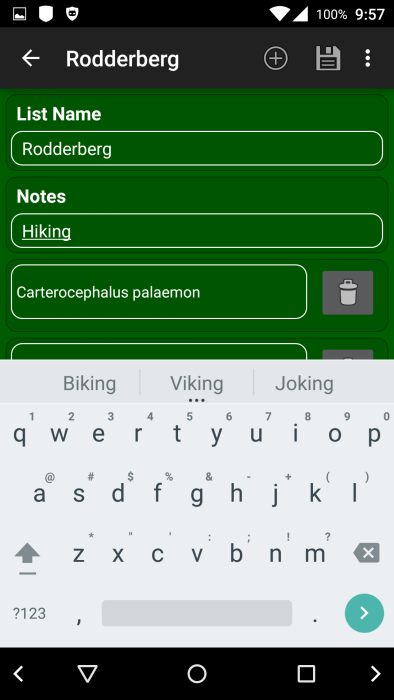 100% 9:57
Rodderberg
List Name
Rodderberg
Notes
Hiking
Carterocephalus palaemon
Biking Viking Joking
1 2 3 4 5 6 7 8 9 0
q w e r t y u i o p
@ # $ % & - + ( )
a s d f g h j k l
* " ' : ; ! ?
z x c v b n m
?123 , .